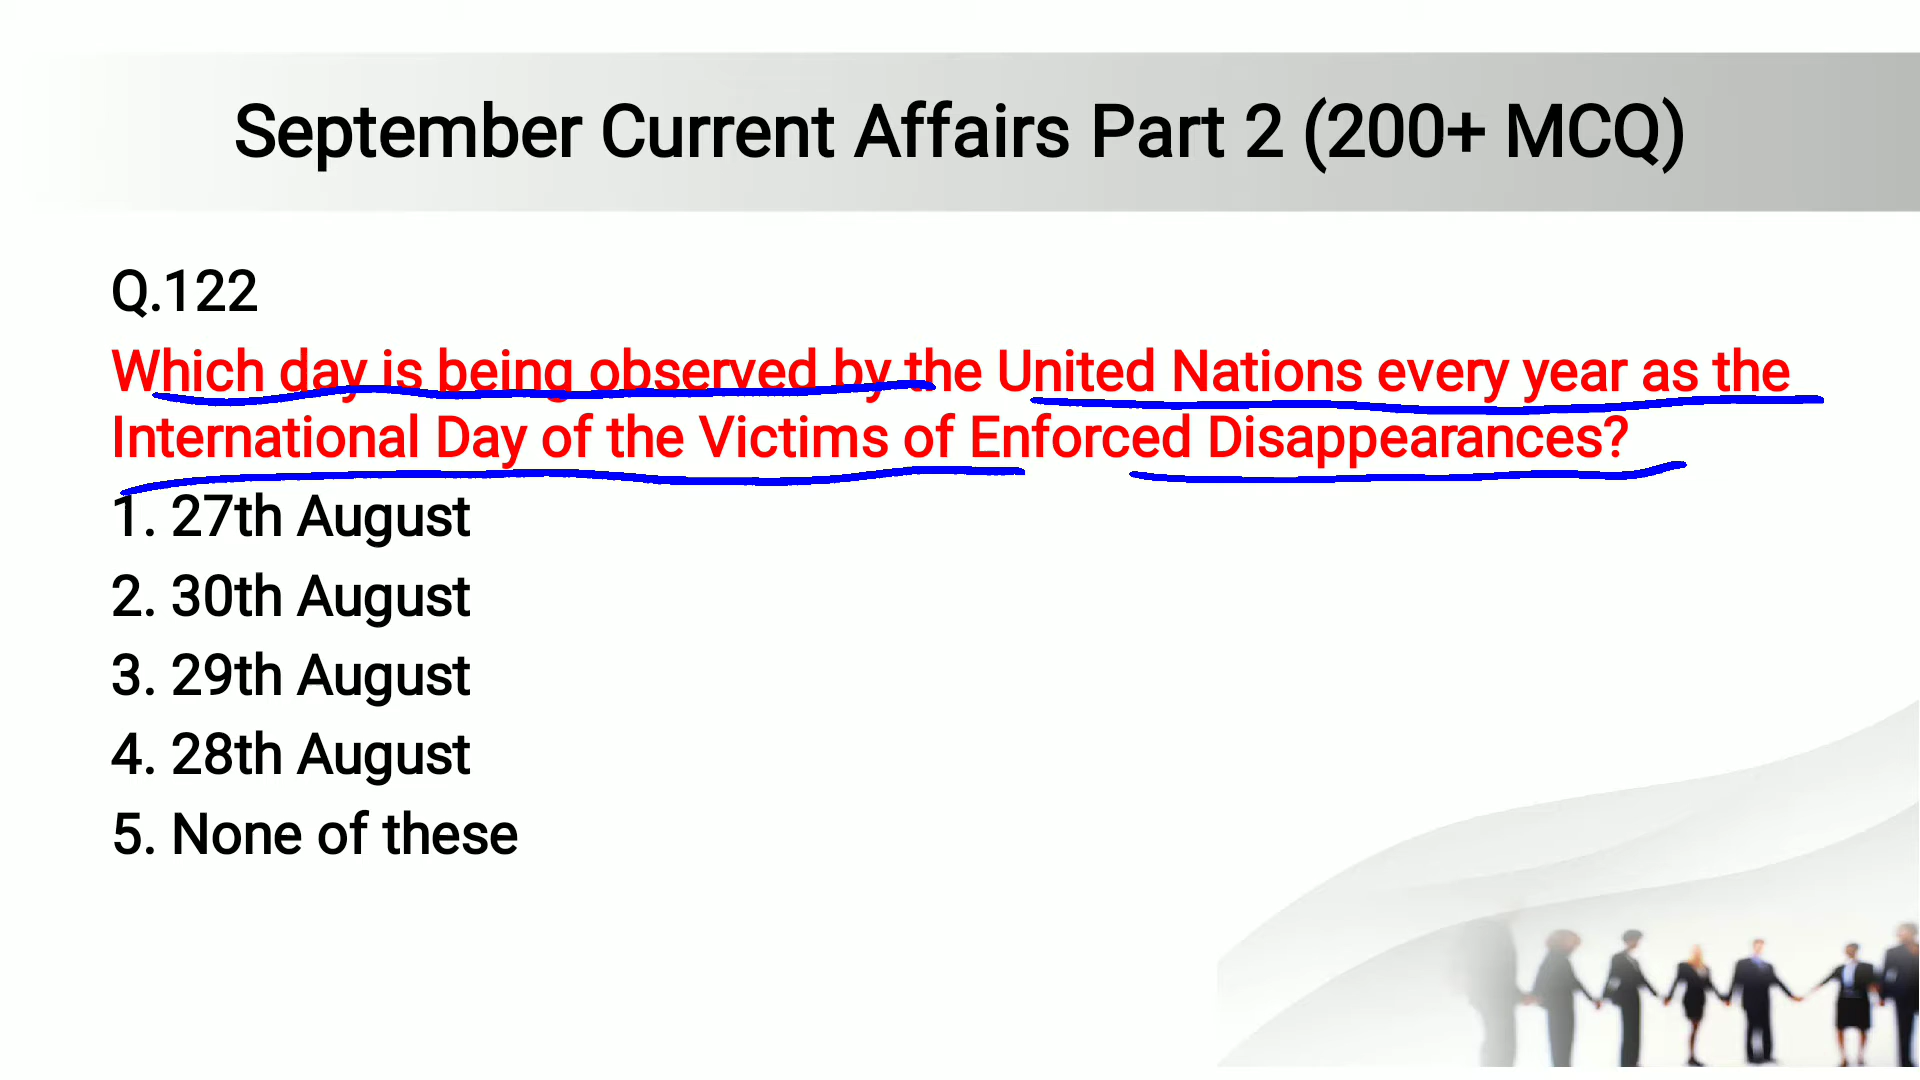 September Current Affairs Part 2 (200+ MCQ)
Q.122
Which day is being observed by the United Nations every year as the
International Day of the Victims of Enforced Disappearances?
1. 27th August
2. 30th August
3. 29th August
4. 28th August
5. None of these